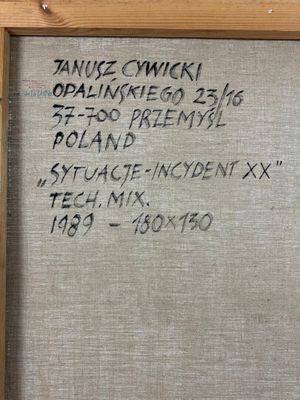 JANUSZ CYWICKI
OPALIŃSKIEGO 23/16
37-700 PRZEMYŚL
POLAND
„SYTUACJE-INCYDENT XX”
TECH. MIX.
1989 – 180×130